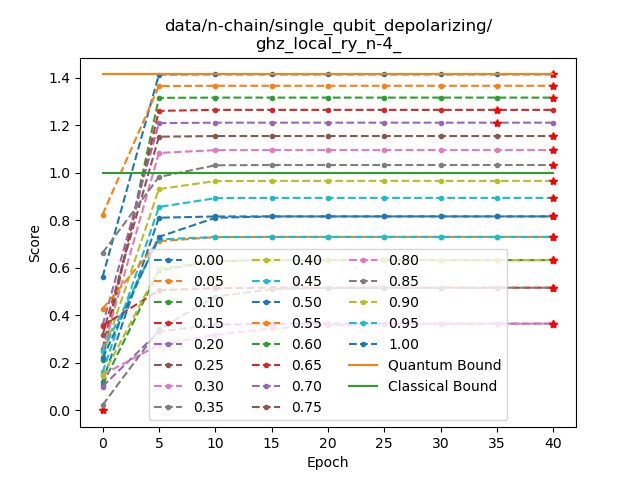 data/n-chain/single_qubit_depolarizing/
ghz_local_ry_n-4_
Score
1.4
1.2
1.0
0.8
0.6
0.4
0.2
0.0
0.00 0.40 0.80
0.05 0.45 0.85
0.10 0.50 0.90
0.15 0.55 0.95
0.20 0.60 1.00
0.25 0.65 Quantum Bound
0.30 0.70 Classical Bound
0.35 0.75
0 5 10 15 20 25 30 35 40
Epoch